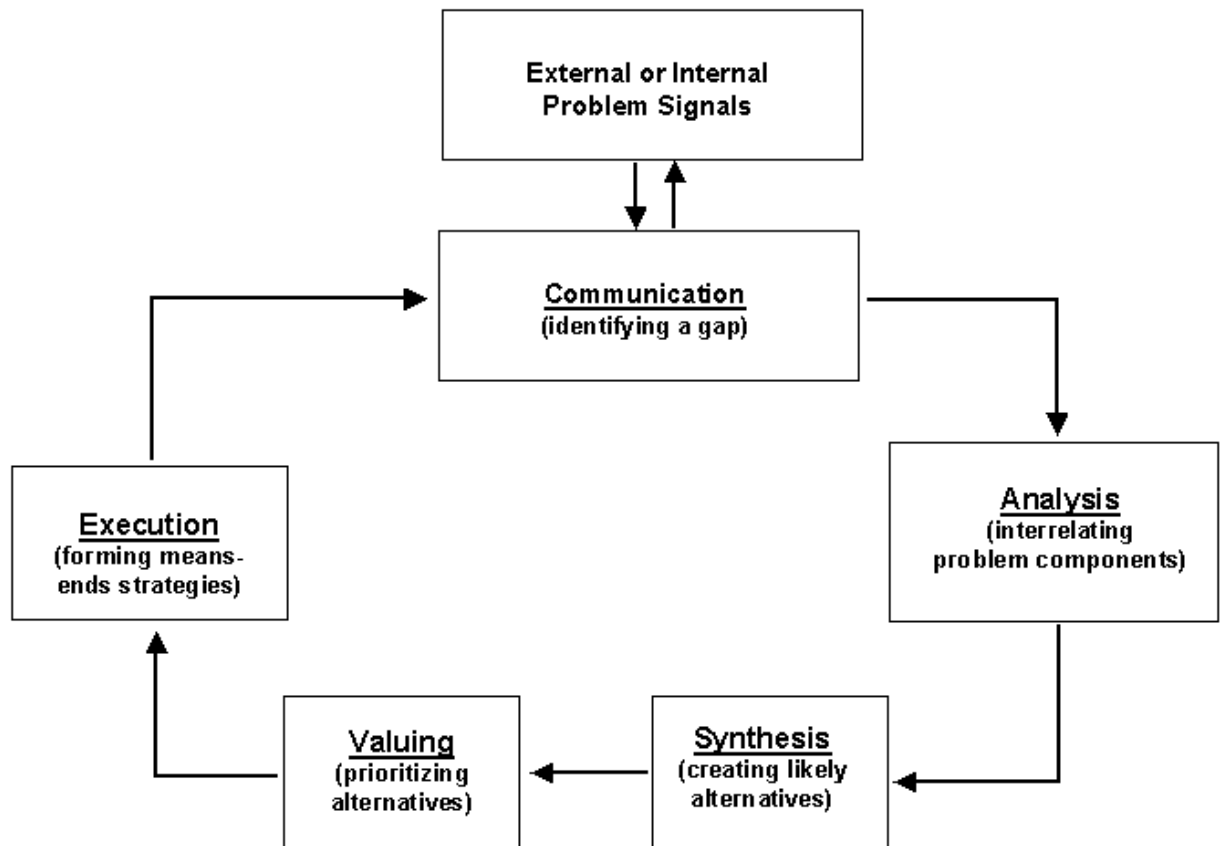 External or Internal
Problem Signals
Communication
(identifying a gap)
Analysis
(interrelating
problem components)
Synthesis
(creating likely
alternatives)
Valuing
(prioritizing
alternatives)
Execution
(forming means-
ends strategies)